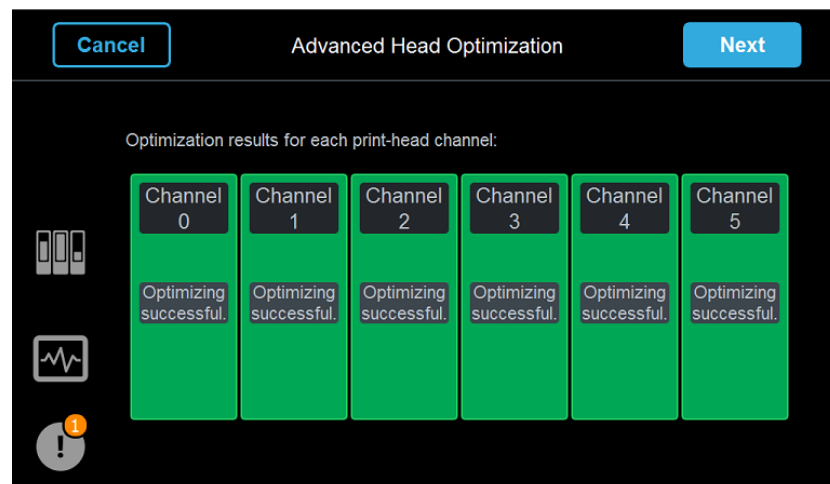 Cancel
Advanced Head Optimization
Next
Optimization results for each print-head channel:
Channel
0
Channel
1
Channel
2
Channel
3
Channel
4
Channel
5
Optimizing
successful.
Optimizing
successful.
Optimizing
successful.
Optimizing
successful.
Optimizing
successful.
Optimizing
successful.
!
1